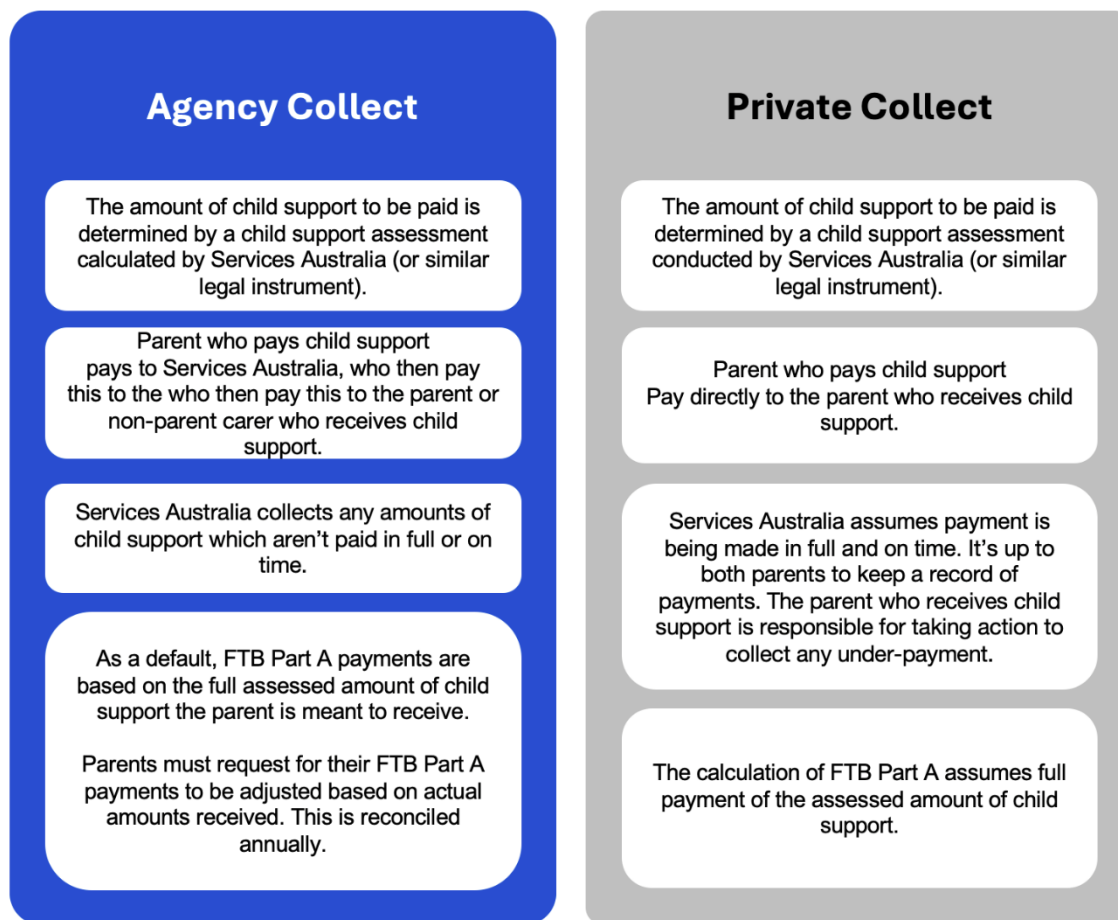 Agency Collect
The amount of child support to be paid is
determined by a child support assessment
calculated by Services Australia (or similar
legal instrument).
Parent who pays child support
pays to Services Australia, who then pay
this to the who then pay this to the parent or
non-parent carer who receives child
support.
Services Australia collects any amounts of
child support which aren’t paid in full or on
time.
As a default, FTB Part A payments are
based on the full assessed amount of child
support the parent is meant to receive.
Parents must request for their FTB Part A
payments to be adjusted based on actual
amounts received. This is reconciled
annually.
Private Collect
The amount of child support to be paid is
determined by a child support assessment
conducted by Services Australia (or similar
legal instrument).
Parent who pays child support
Pay directly to the parent who receives child
support.
Services Australia assumes payment is
being made in full and on time. It’s up to
both parents to keep a record of
payments. The parent who receives child
support is responsible for taking action to
collect any under-payment.
The calculation of FTB Part A assumes full
payment of the assessed amount of child
support.